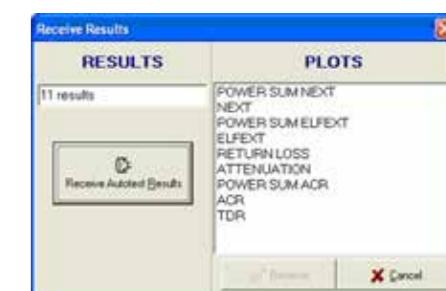 Receive Results
RESULTS
11 results
Receive Autotest Results
PLOTS
POWER SUM NEXT
NEXT
POWER SUM ELFEXT
ELFEXT
RETURN LOSS
ATTENUATION
POWER SUM ACR
ACR
TDR
Cancel